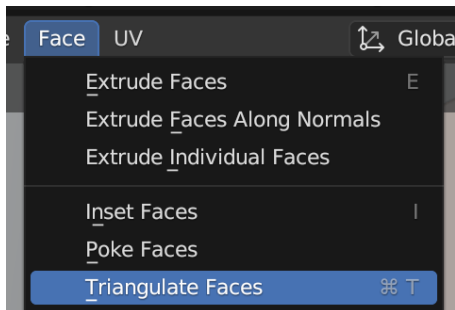 Face UV Globa
Extrude Faces E
Extrude Faces Along Normals
Extrude Individual Faces
Inset Faces I
Poke Faces
Triangulate Faces ⌘ T